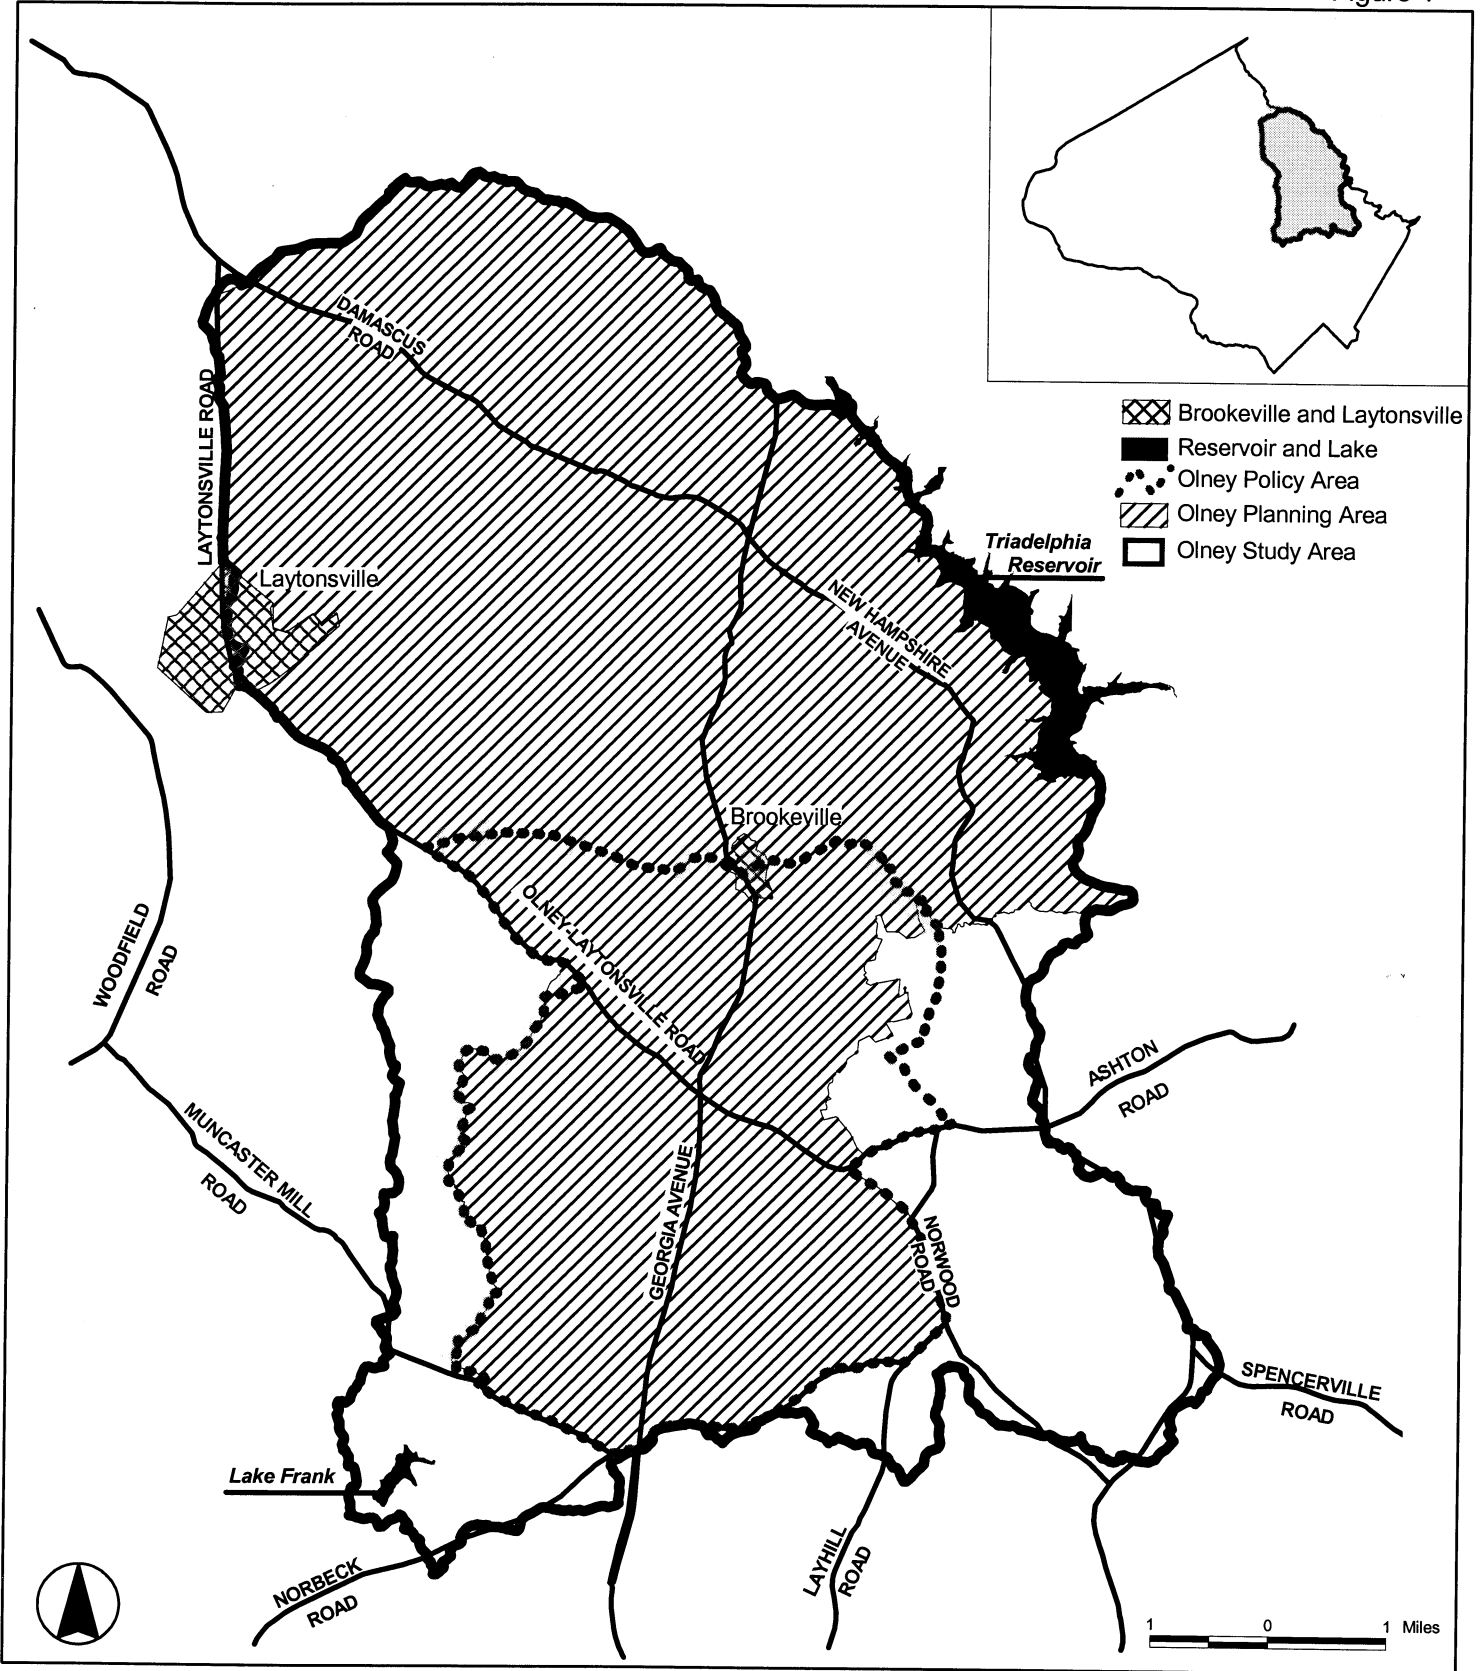 Brookeville and Laytonsville
Reservoir and Lake
Olney Policy Area
Olney Planning Area
Olney Study Area
DAMASCUS
ROAD
LAYTONSVILLE ROAD
Laytonsville
Triadelphia
Reservoir
NEW HAMPSHIRE
AVENUE
Brookeville
OLNEY-LAYTONSVILLE ROAD
WOODFIELD
ROAD
ASHTON
ROAD
MUNCASTER MILL
ROAD
GEORGIA AVENUE
NORWOOD
ROAD
SPENCERVILLE
ROAD
Lake Frank
LAYHILL
ROAD
NORBECK
ROAD
1 0 1 Miles